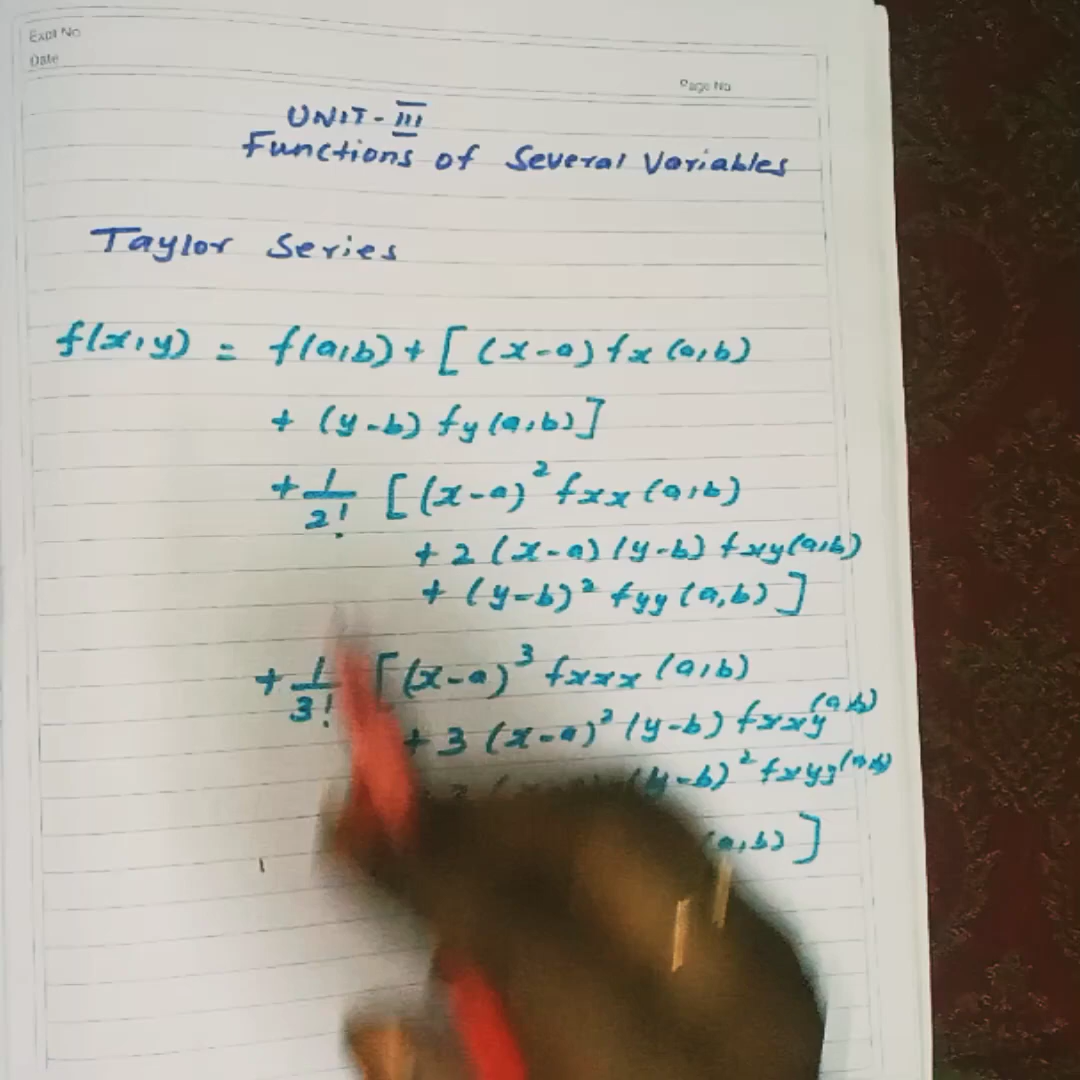 Expt No
Date
Page No
UNIT-III
Functions of Several Variables
Taylor Series
f(x,y) = f(a,b) + [(x-a) fx (a,b)
+ (y-b) fy (a,b)]
+ 1/2! [(x-a)² fxx (a,b)
+ 2 (x-a) (y-b) fxy (a,b)
+ (y-b)² fyy (a,b)]
+ 1/3! [(x-a)³ fxxx (a,b)
+ 3 (x-a)² (y-b) fxxy (a,b)
(y-b)² fxyy (a,b)
(a,b)]